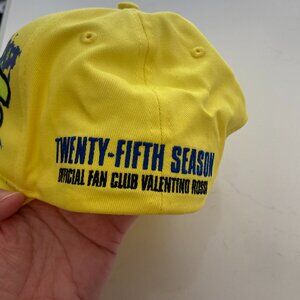 TWENTY-FIFTH SEASON
OFFICIAL FAN CLUB VALENTINO ROSSI